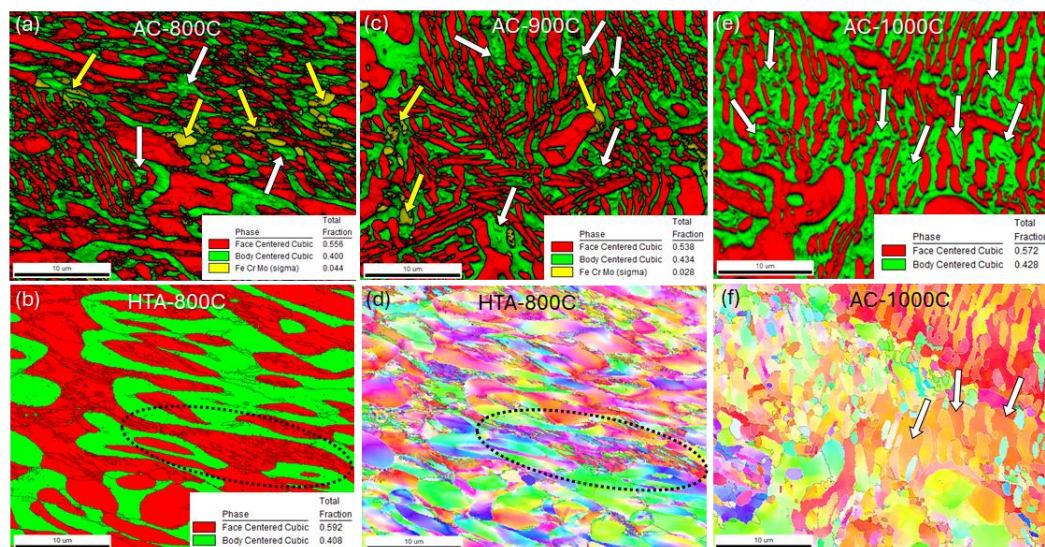 (a) AC-800C
Total
Phase Fraction
Face Centered Cubic 0.556
Body Centered Cubic 0.400
Fe Cr Mo (sigma) 0.044
10 um
(c) AC-900C
Total
Phase Fraction
Face Centered Cubic 0.538
Body Centered Cubic 0.434
Fe Cr Mo (sigma) 0.028
10 um
(e) AC-1000C
Total
Phase Fraction
Face Centered Cubic 0.572
Body Centered Cubic 0.428
10 um
(b) HTA-800C
Total
Phase Fraction
Face Centered Cubic 0.592
Body Centered Cubic 0.408
10 um
(d) HTA-800C
10 um
(f) AC-1000C
10 um